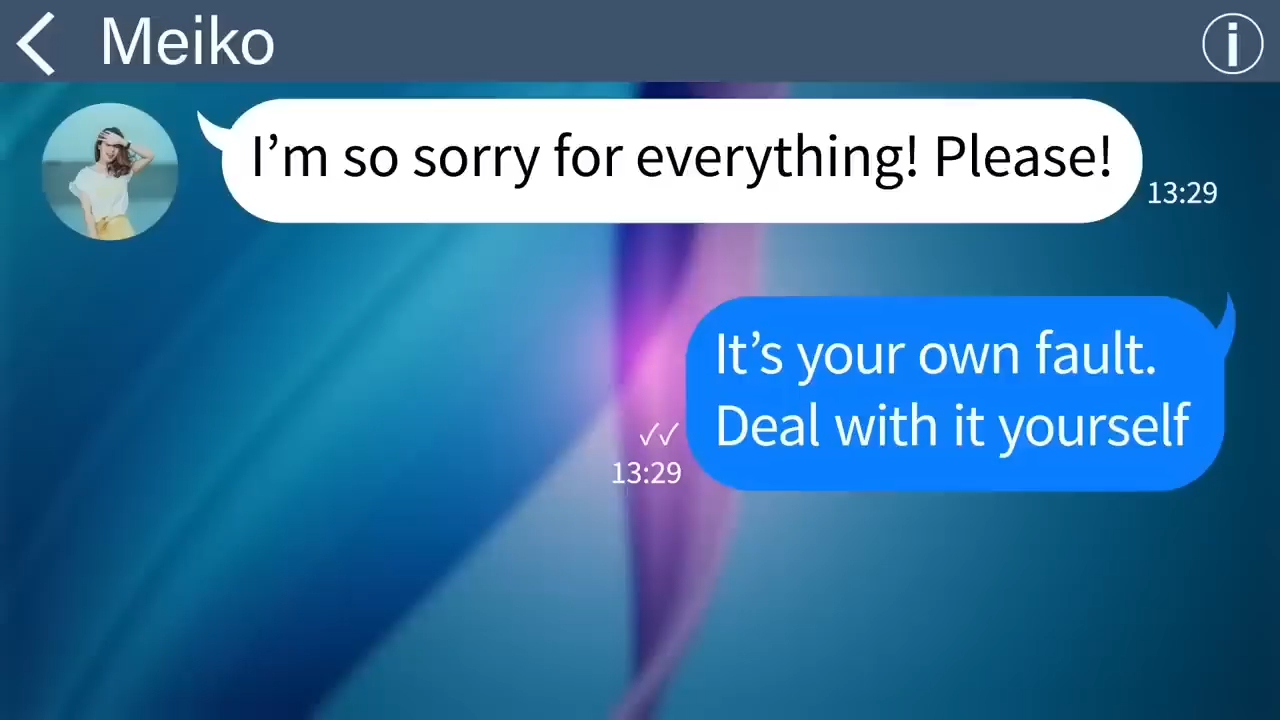 Meiko
I’m so sorry for everything! Please!
13:29
It’s your own fault.
Deal with it yourself
✓✓
13:29